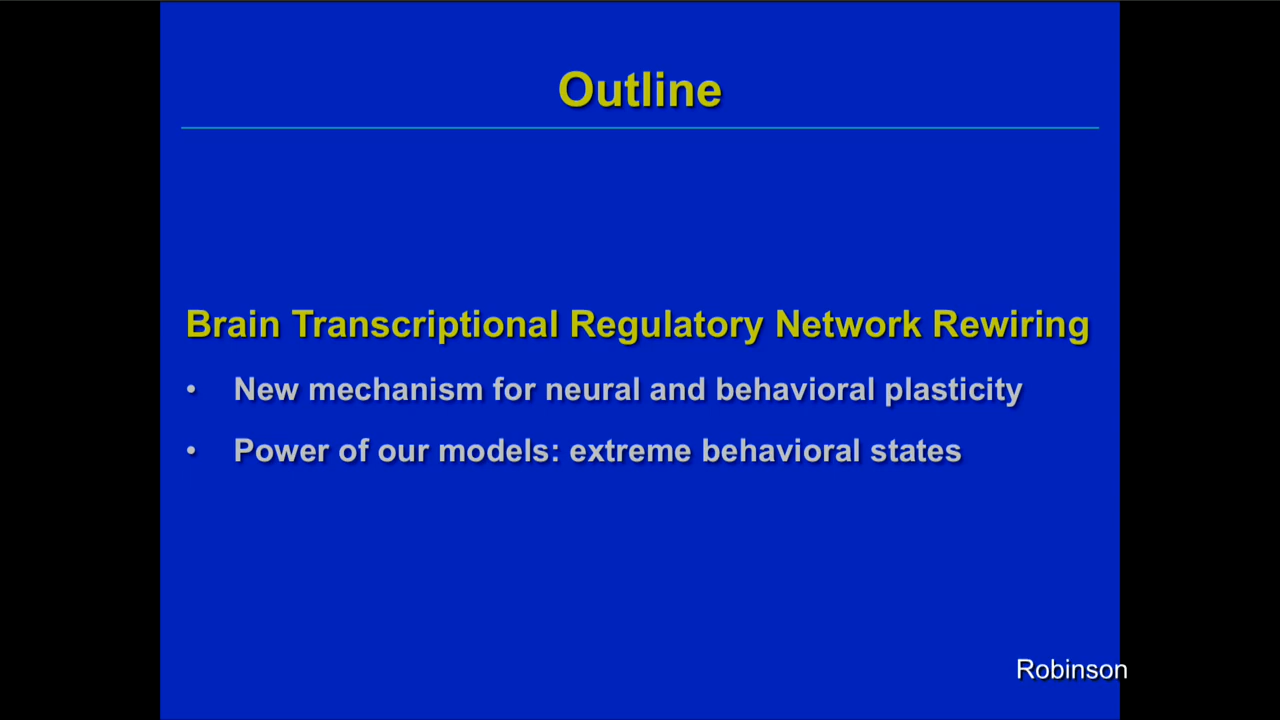 Outline
Brain Transcriptional Regulatory Network Rewiring
• New mechanism for neural and behavioral plasticity
• Power of our models: extreme behavioral states
Robinson